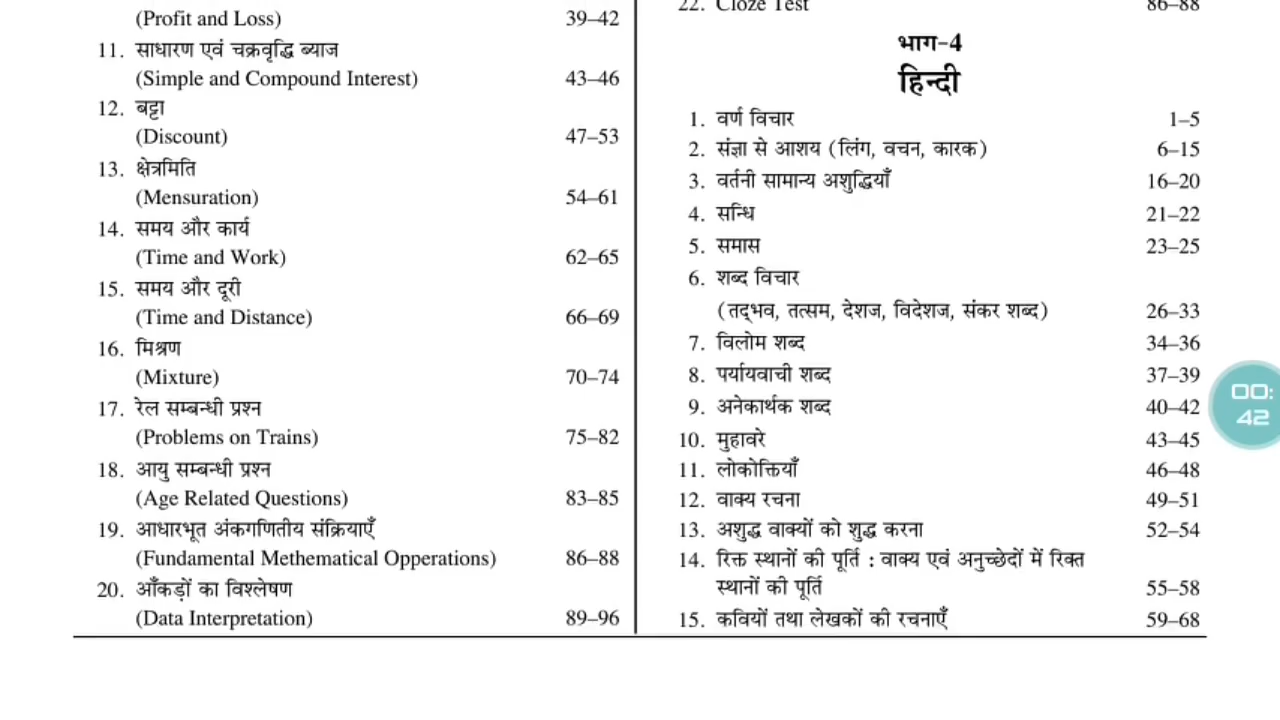 (Profit and Loss) 39–42
11. साधारण एवं चक्रवृद्धि ब्याज
(Simple and Compound Interest) 43–46
12. बट्टा
(Discount) 47–53
13. क्षेत्रमिति
(Mensuration) 54–61
14. समय और कार्य
(Time and Work) 62–65
15. समय और दूरी
(Time and Distance) 66–69
16. मिश्रण
(Mixture) 70–74
17. रेल सम्बन्धी प्रश्न
(Problems on Trains) 75–82
18. आयु सम्बन्धी प्रश्न
(Age Related Questions) 83–85
19. आधारभूत अंकगणितीय संक्रियाएँ
(Fundamental Methematical Opperations) 86–88
20. आँकड़ों का विश्लेषण
(Data Interpretation) 89–96
22. Cloze Test 86–88
भाग-4
हिन्दी
1. वर्ण विचार 1–5
2. संज्ञा से आशय (लिंग, वचन, कारक) 6–15
3. वर्तनी सामान्य अशुद्धियाँ 16–20
4. सन्धि 21–22
5. समास 23–25
6. शब्द विचार
(तद्भव, तत्सम, देशज, विदेशज, संकर शब्द) 26–33
7. विलोम शब्द 34–36
8. पर्यायवाची शब्द 37–39
9. अनेकार्थक शब्द 40–42
10. मुहावरे 43–45
11. लोकोक्तियाँ 46–48
12. वाक्य रचना 49–51
13. अशुद्ध वाक्यों को शुद्ध करना 52–54
14. रिक्त स्थानों की पूर्ति : वाक्य एवं अनुच्छेदों में रिक्त
स्थानों की पूर्ति 55–58
15. कवियों तथा लेखकों की रचनाएँ 59–68
00:
42